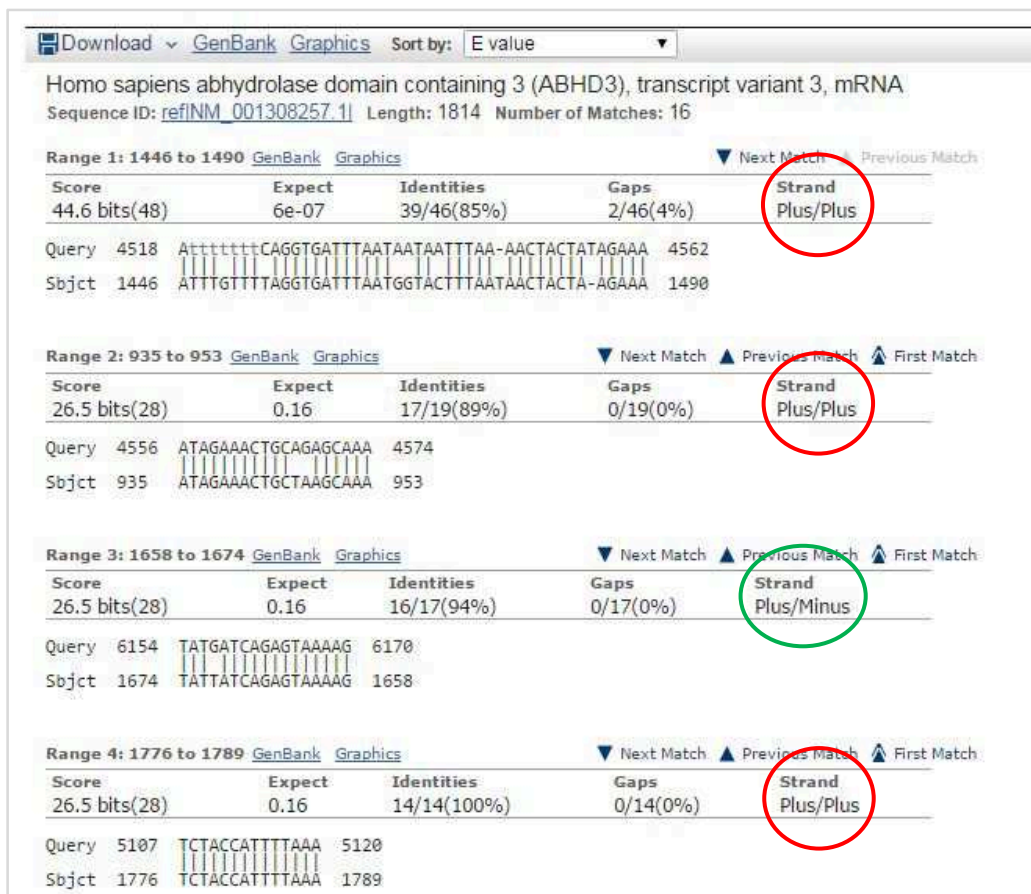 Download GenBank Graphics Sort by: E value
Homo sapiens abhydrolase domain containing 3 (ABHD3), transcript variant 3, mRNA
Sequence ID: ref|NM_001308257.1| Length: 1814 Number of Matches: 16
Range 1: 1446 to 1490 GenBank Graphics Next Match Previous Match
Score Expect Identities Gaps Strand
44.6 bits(48) 6e-07 39/46(85%) 2/46(4%) Plus/Plus
Query 4518 AttttttttCAGGTGATTTAATAATAATTTAA-AACTACTATAGAAA 4562
Sbjct 1446 ATTTGTTTTAGGTGATTTAATGGTACTTTAATAACTACTA-AGAAA 1490
Range 2: 935 to 953 GenBank Graphics Next Match Previous Match First Match
Score Expect Identities Gaps Strand
26.5 bits(28) 0.16 17/19(89%) 0/19(0%) Plus/Plus
Query 4556 ATAGAAACTGCAGAGCAAA 4574
Sbjct 935 ATAGAAACTGCTAAGCAAA 953
Range 3: 1658 to 1674 GenBank Graphics Next Match Previous Match First Match
Score Expect Identities Gaps Strand
26.5 bits(28) 0.16 16/17(94%) 0/17(0%) Plus/Minus
Query 6154 TATGATCAGAGTAAAAG 6170
Sbjct 1674 TATTATCAGAGTAAAAG 1658
Range 4: 1776 to 1789 GenBank Graphics Next Match Previous Match First Match
Score Expect Identities Gaps Strand
26.5 bits(28) 0.16 14/14(100%) 0/14(0%) Plus/Plus
Query 5107 TCTACCATTTTAAA 5120
Sbjct 1776 TCTACCATTTTAAA 1789